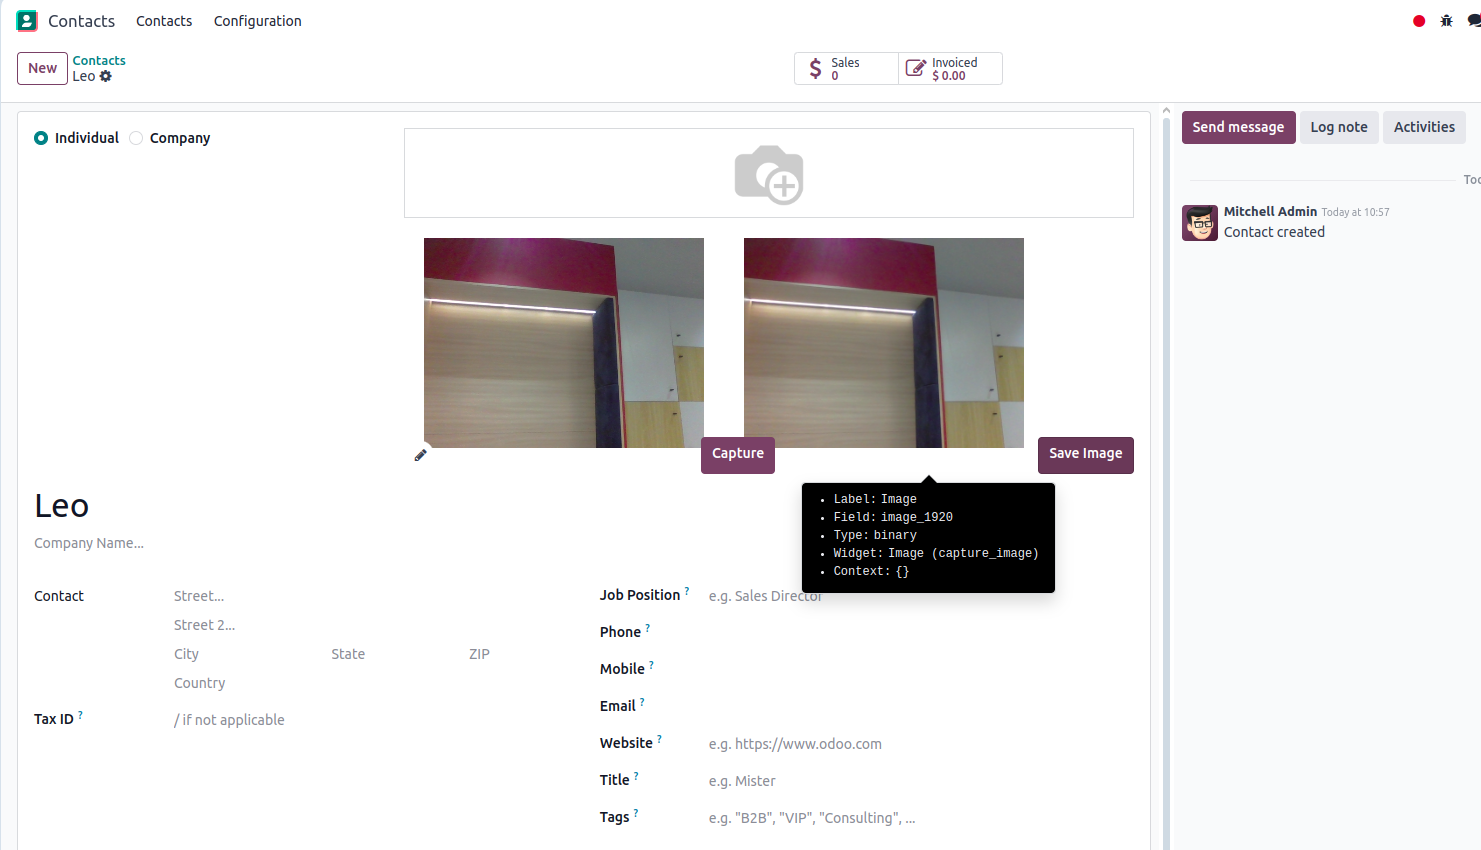 Contacts Contacts Configuration
New
Contacts
Leo
Sales
0
Invoiced
$ 0.00
Individual Company
Send message Log note Activities
Mitchell Admin Today at 10:57
Contact created
Capture
Save Image
Label: Image
Field: image_1920
Type: binary
Widget: Image (capture_image)
Context: {}
Leo
Company Name...
Contact
Street...
Street 2...
City State ZIP
Country
Tax ID ? / if not applicable
Job Position ? e.g. Sales Director
Phone ?
Mobile ?
Email ?
Website ? e.g. https://www.odoo.com
Title ? e.g. Mister
Tags ? e.g. "B2B", "VIP", "Consulting", ...